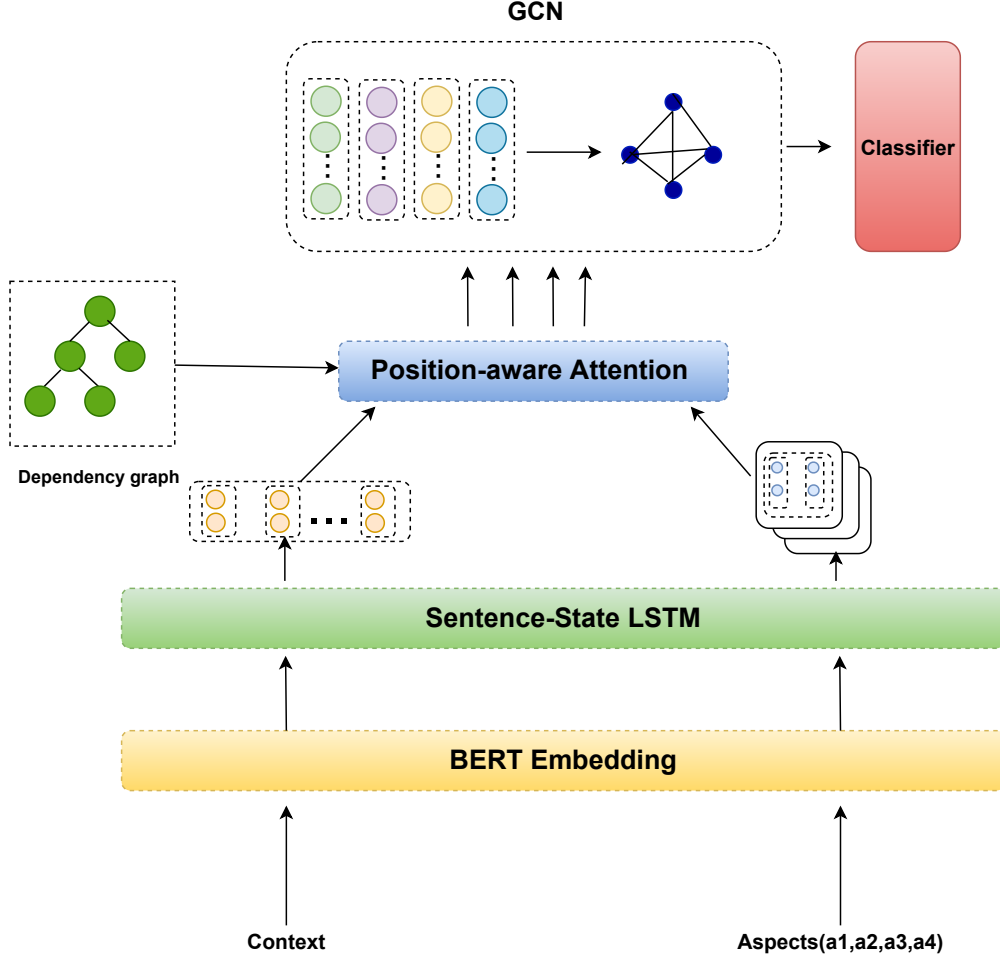 GCN
Classifier
Position-aware Attention
Dependency graph
Sentence-State LSTM
BERT Embedding
Context
Aspects(a1,a2,a3,a4)